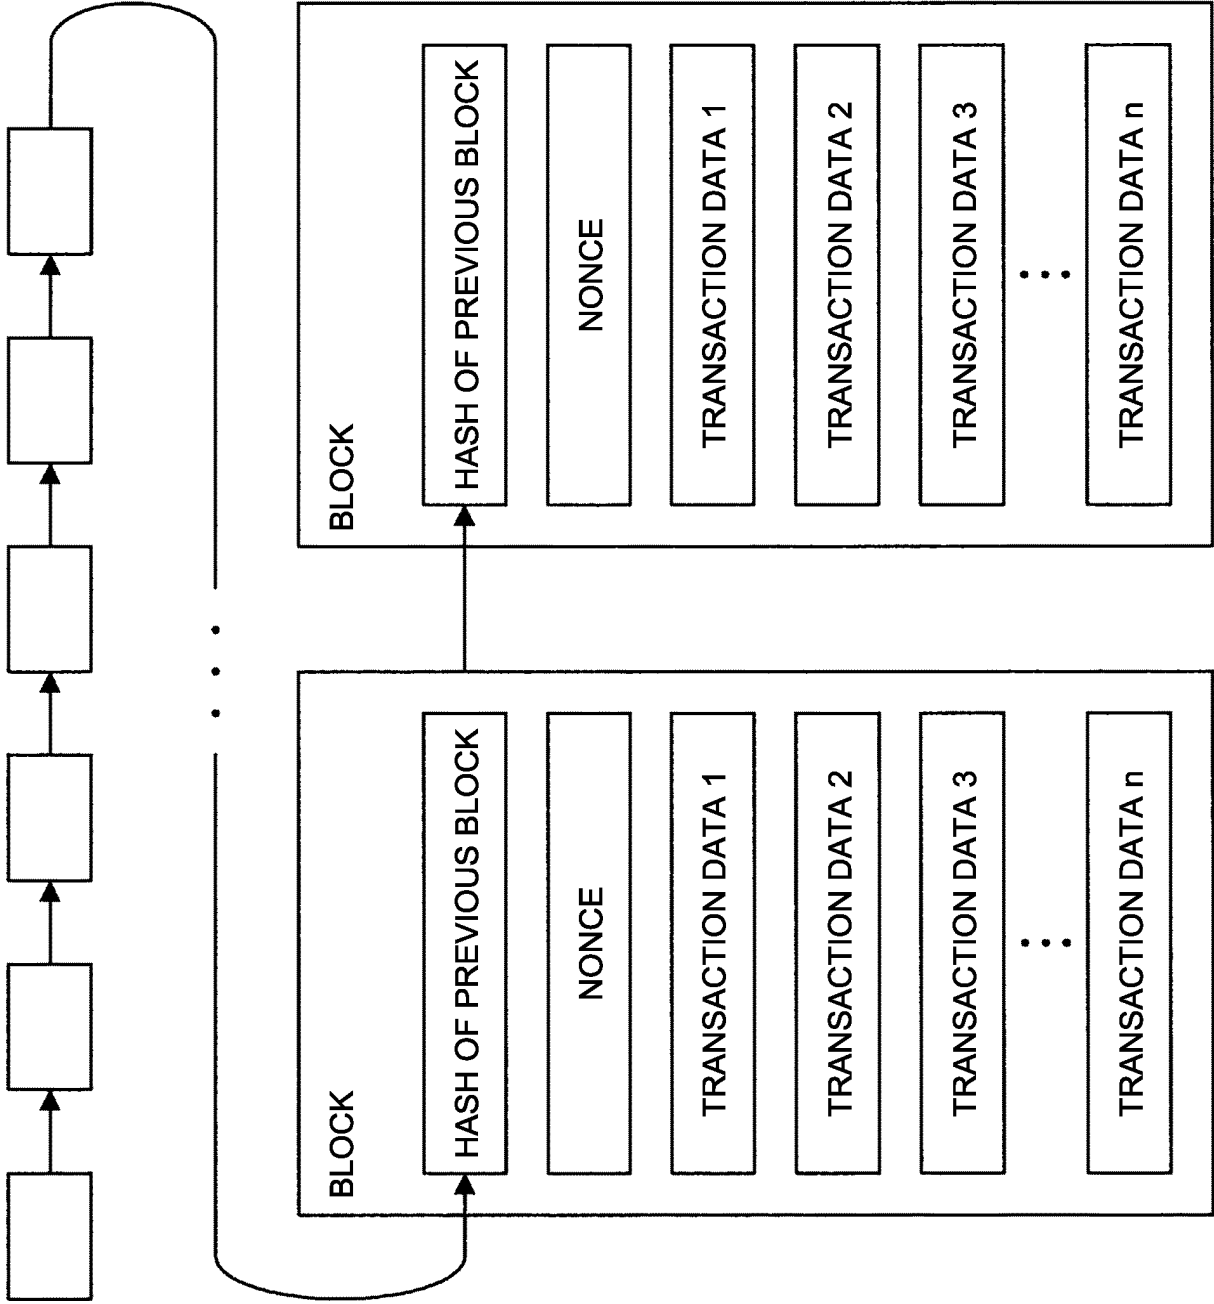 BLOCK
HASH OF PREVIOUS BLOCK
NONCE
TRANSACTION DATA 1
TRANSACTION DATA 2
TRANSACTION DATA 3
TRANSACTION DATA n
BLOCK
HASH OF PREVIOUS BLOCK
NONCE
TRANSACTION DATA 1
TRANSACTION DATA 2
TRANSACTION DATA 3
TRANSACTION DATA n